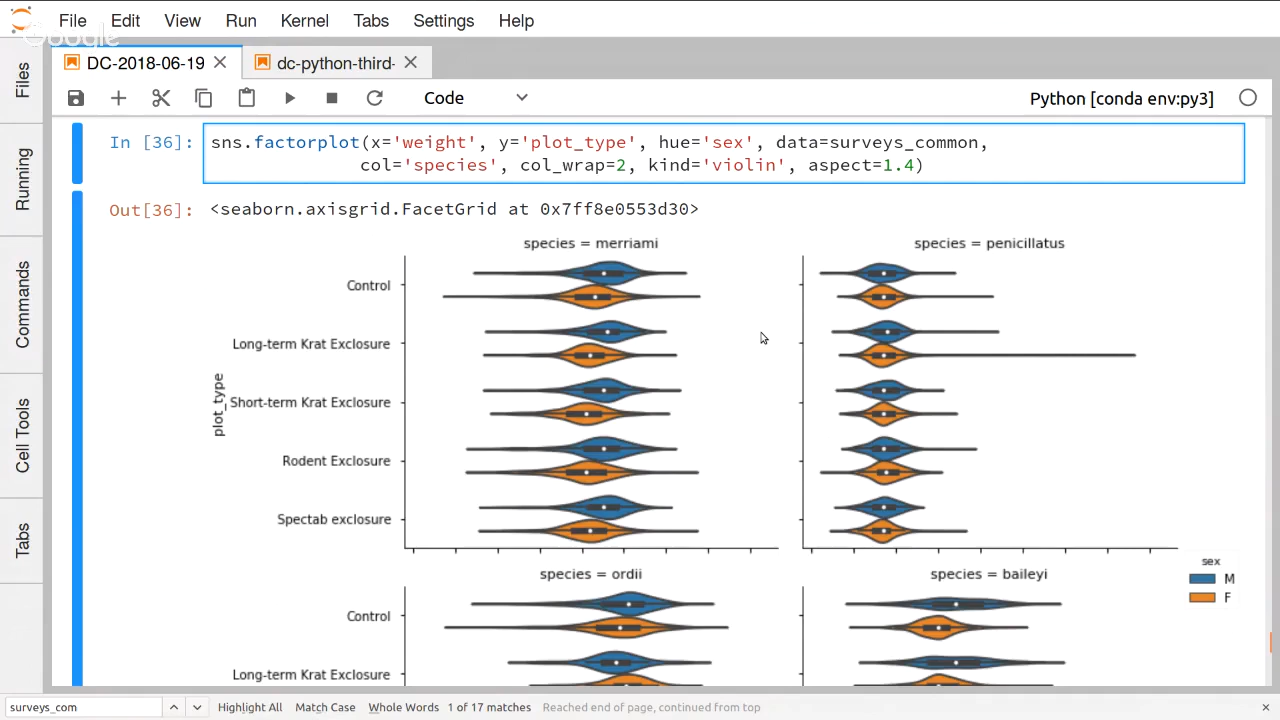 File Edit View Run Kernel Tabs Settings Help
Google
Files
Running
Commands
Cell Tools
Tabs
DC-2018-06-19
dc-python-third-
Code
Python [conda env:py3]
In [36]:
sns.factorplot(x='weight', y='plot_type', hue='sex', data=surveys_common,
col='species', col_wrap=2, kind='violin', aspect=1.4)
Out[36]:
<seaborn.axisgrid.FacetGrid at 0x7ff8e0553d30>
species = merriami
species = penicillatus
plot_type
Control
Long-term Krat Exclosure
Short-term Krat Exclosure
Rodent Exclosure
Spectab exclosure
species = ordii
species = baileyi
sex
M
F
Control
Long-term Krat Exclosure
surveys_com
Highlight All Match Case Whole Words 1 of 17 matches Reached end of page, continued from top